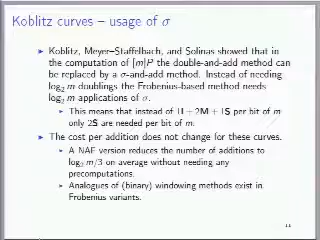 Koblitz curves – usage of σ
Koblitz, Meyer–Staffelbach, and Solinas showed that in
the computation of [m]P the double-and-add method can
be replaced by a σ-and-add method. Instead of needing
log₂ m doublings the Frobenius-based method needs
log₂ m applications of σ.
This means that instead of 1I + 2M + 1S per bit of m
only 2S are needed per bit of m.
The cost per addition does not change for these curves.
A NAF version reduces the number of additions to
log₂ m/3 on average without needing any
precomputations.
Analogues of (binary) windowing methods exist in
Frobenius variants.